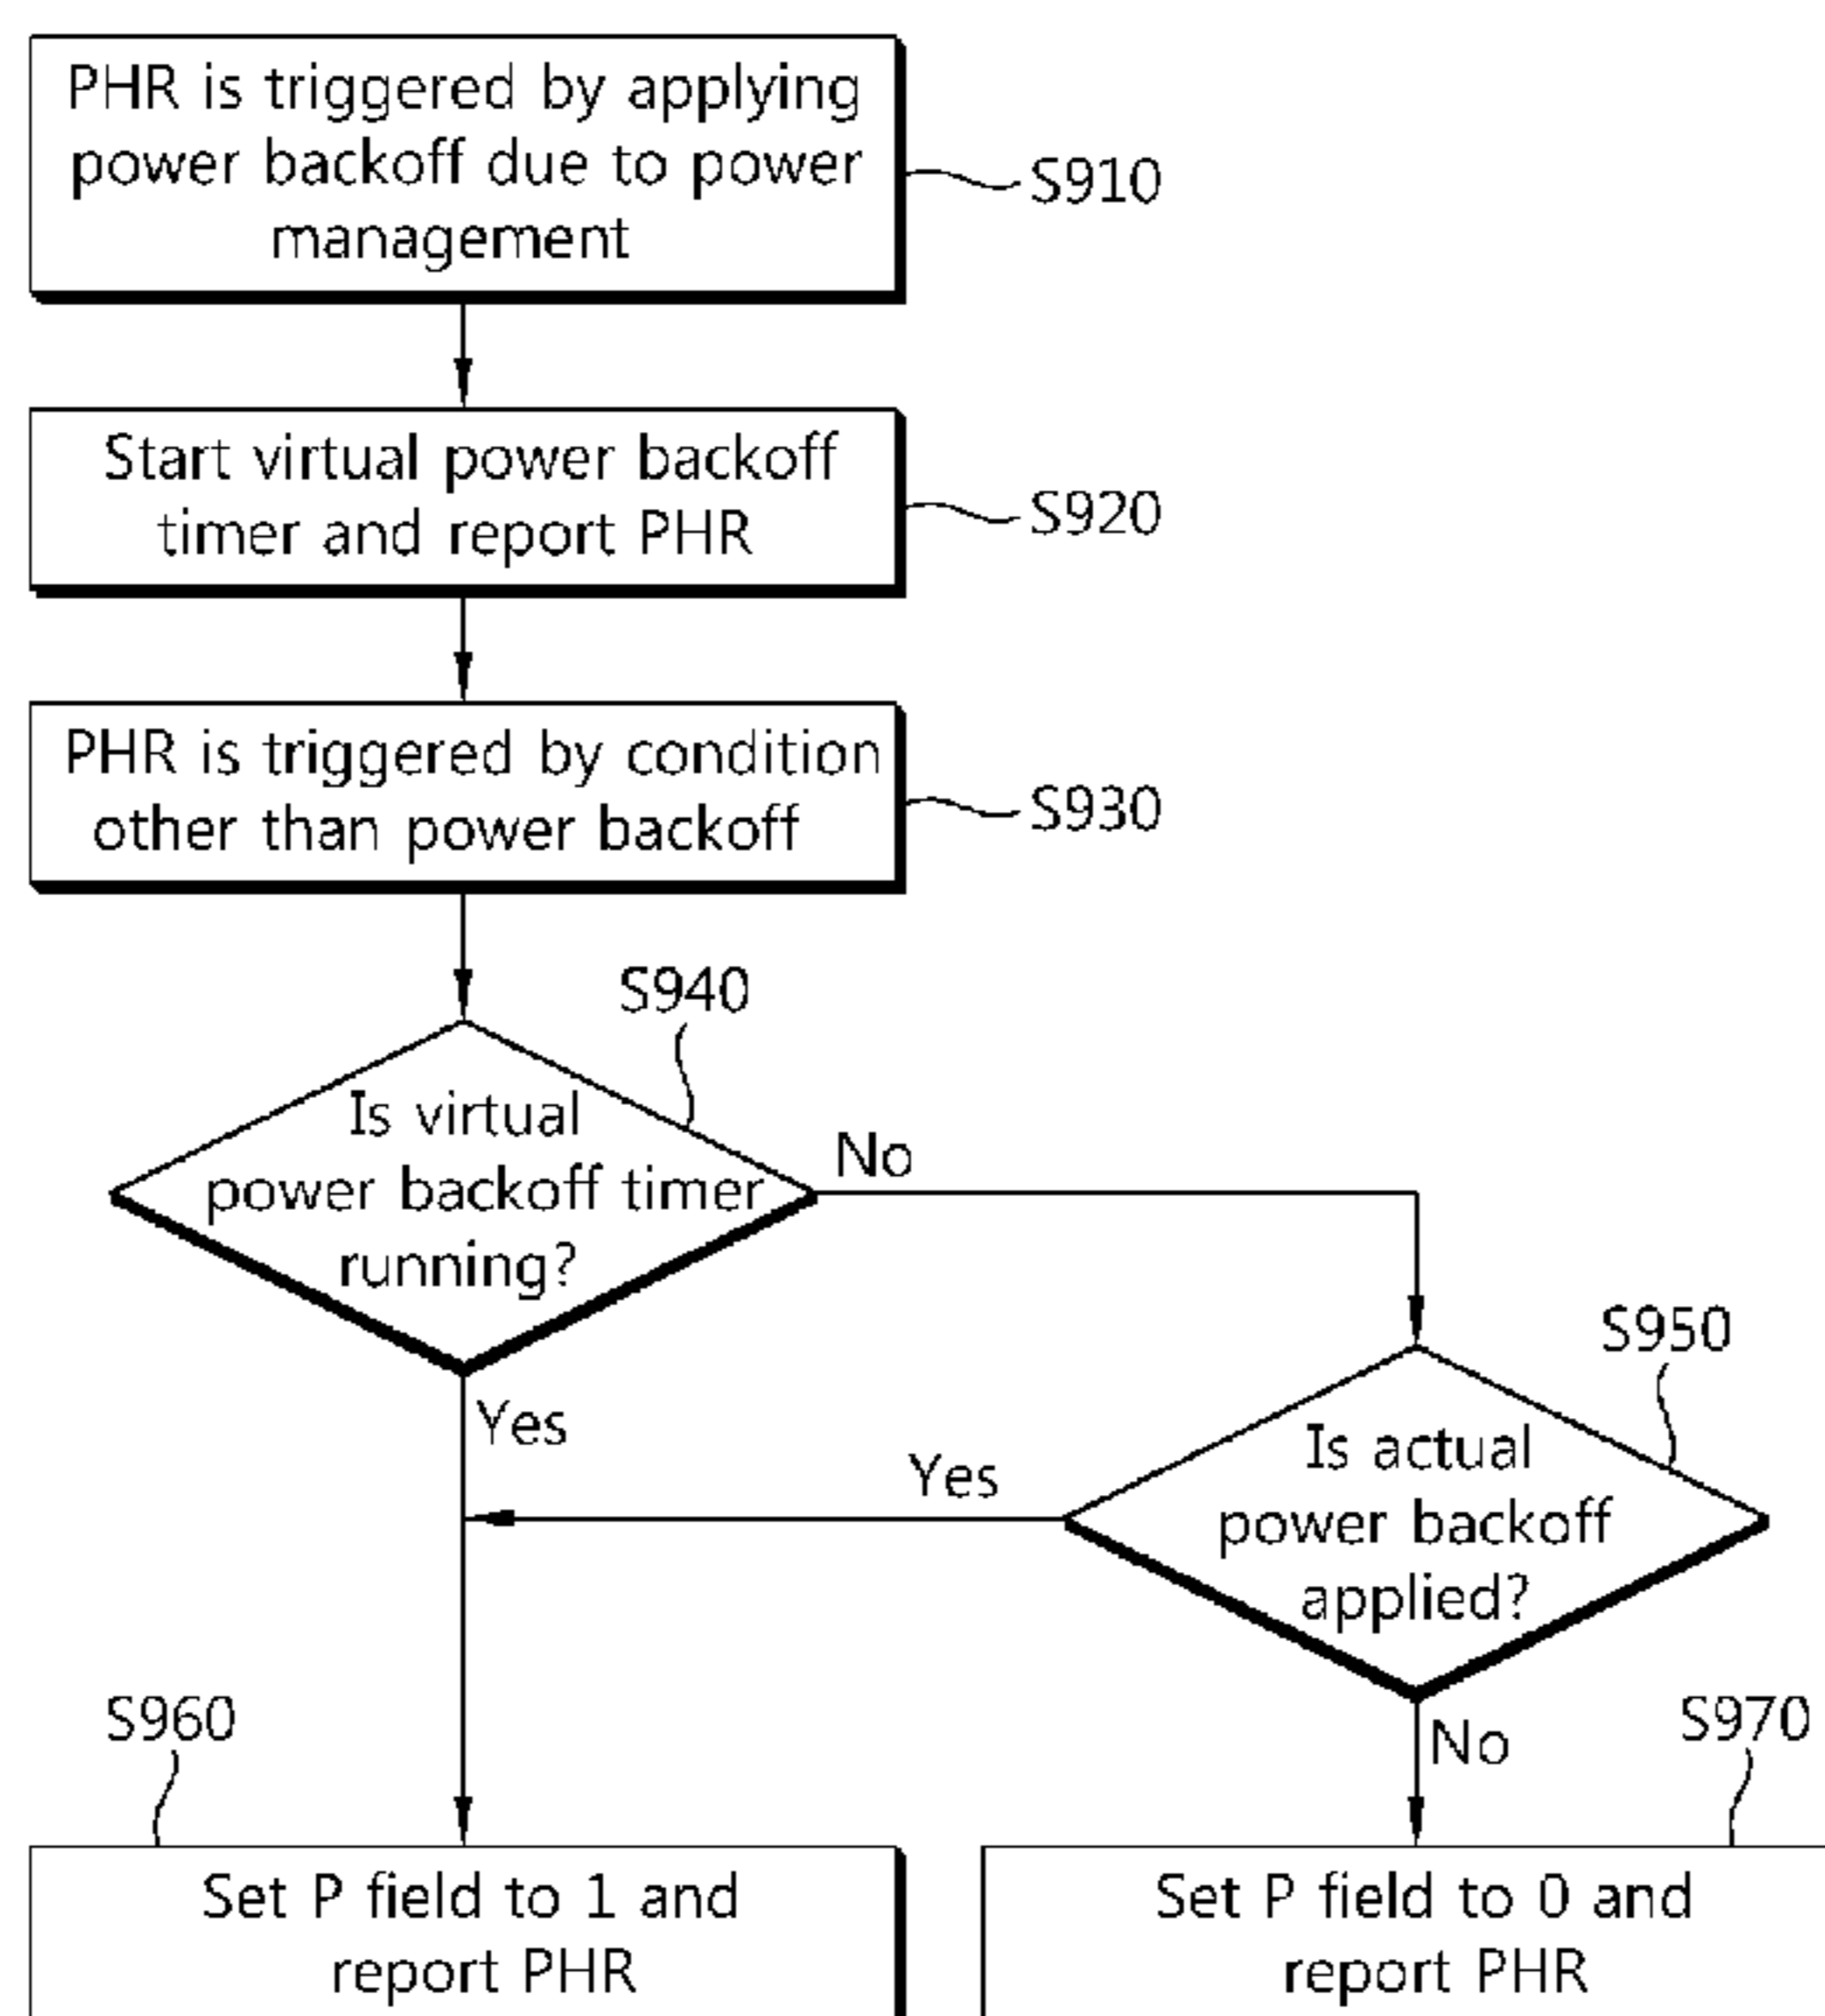 PHR is triggered by applying
power backoff due to power
management
S910
Start virtual power backoff
timer and report PHR
S920
PHR is triggered by condition
other than power backoff
S930
S940
Is virtual
power backoff timer
running?
No
Yes
S950
Is actual
power backoff
applied?
Yes
No
S960
Set P field to 1 and
report PHR
S970
Set P field to 0 and
report PHR